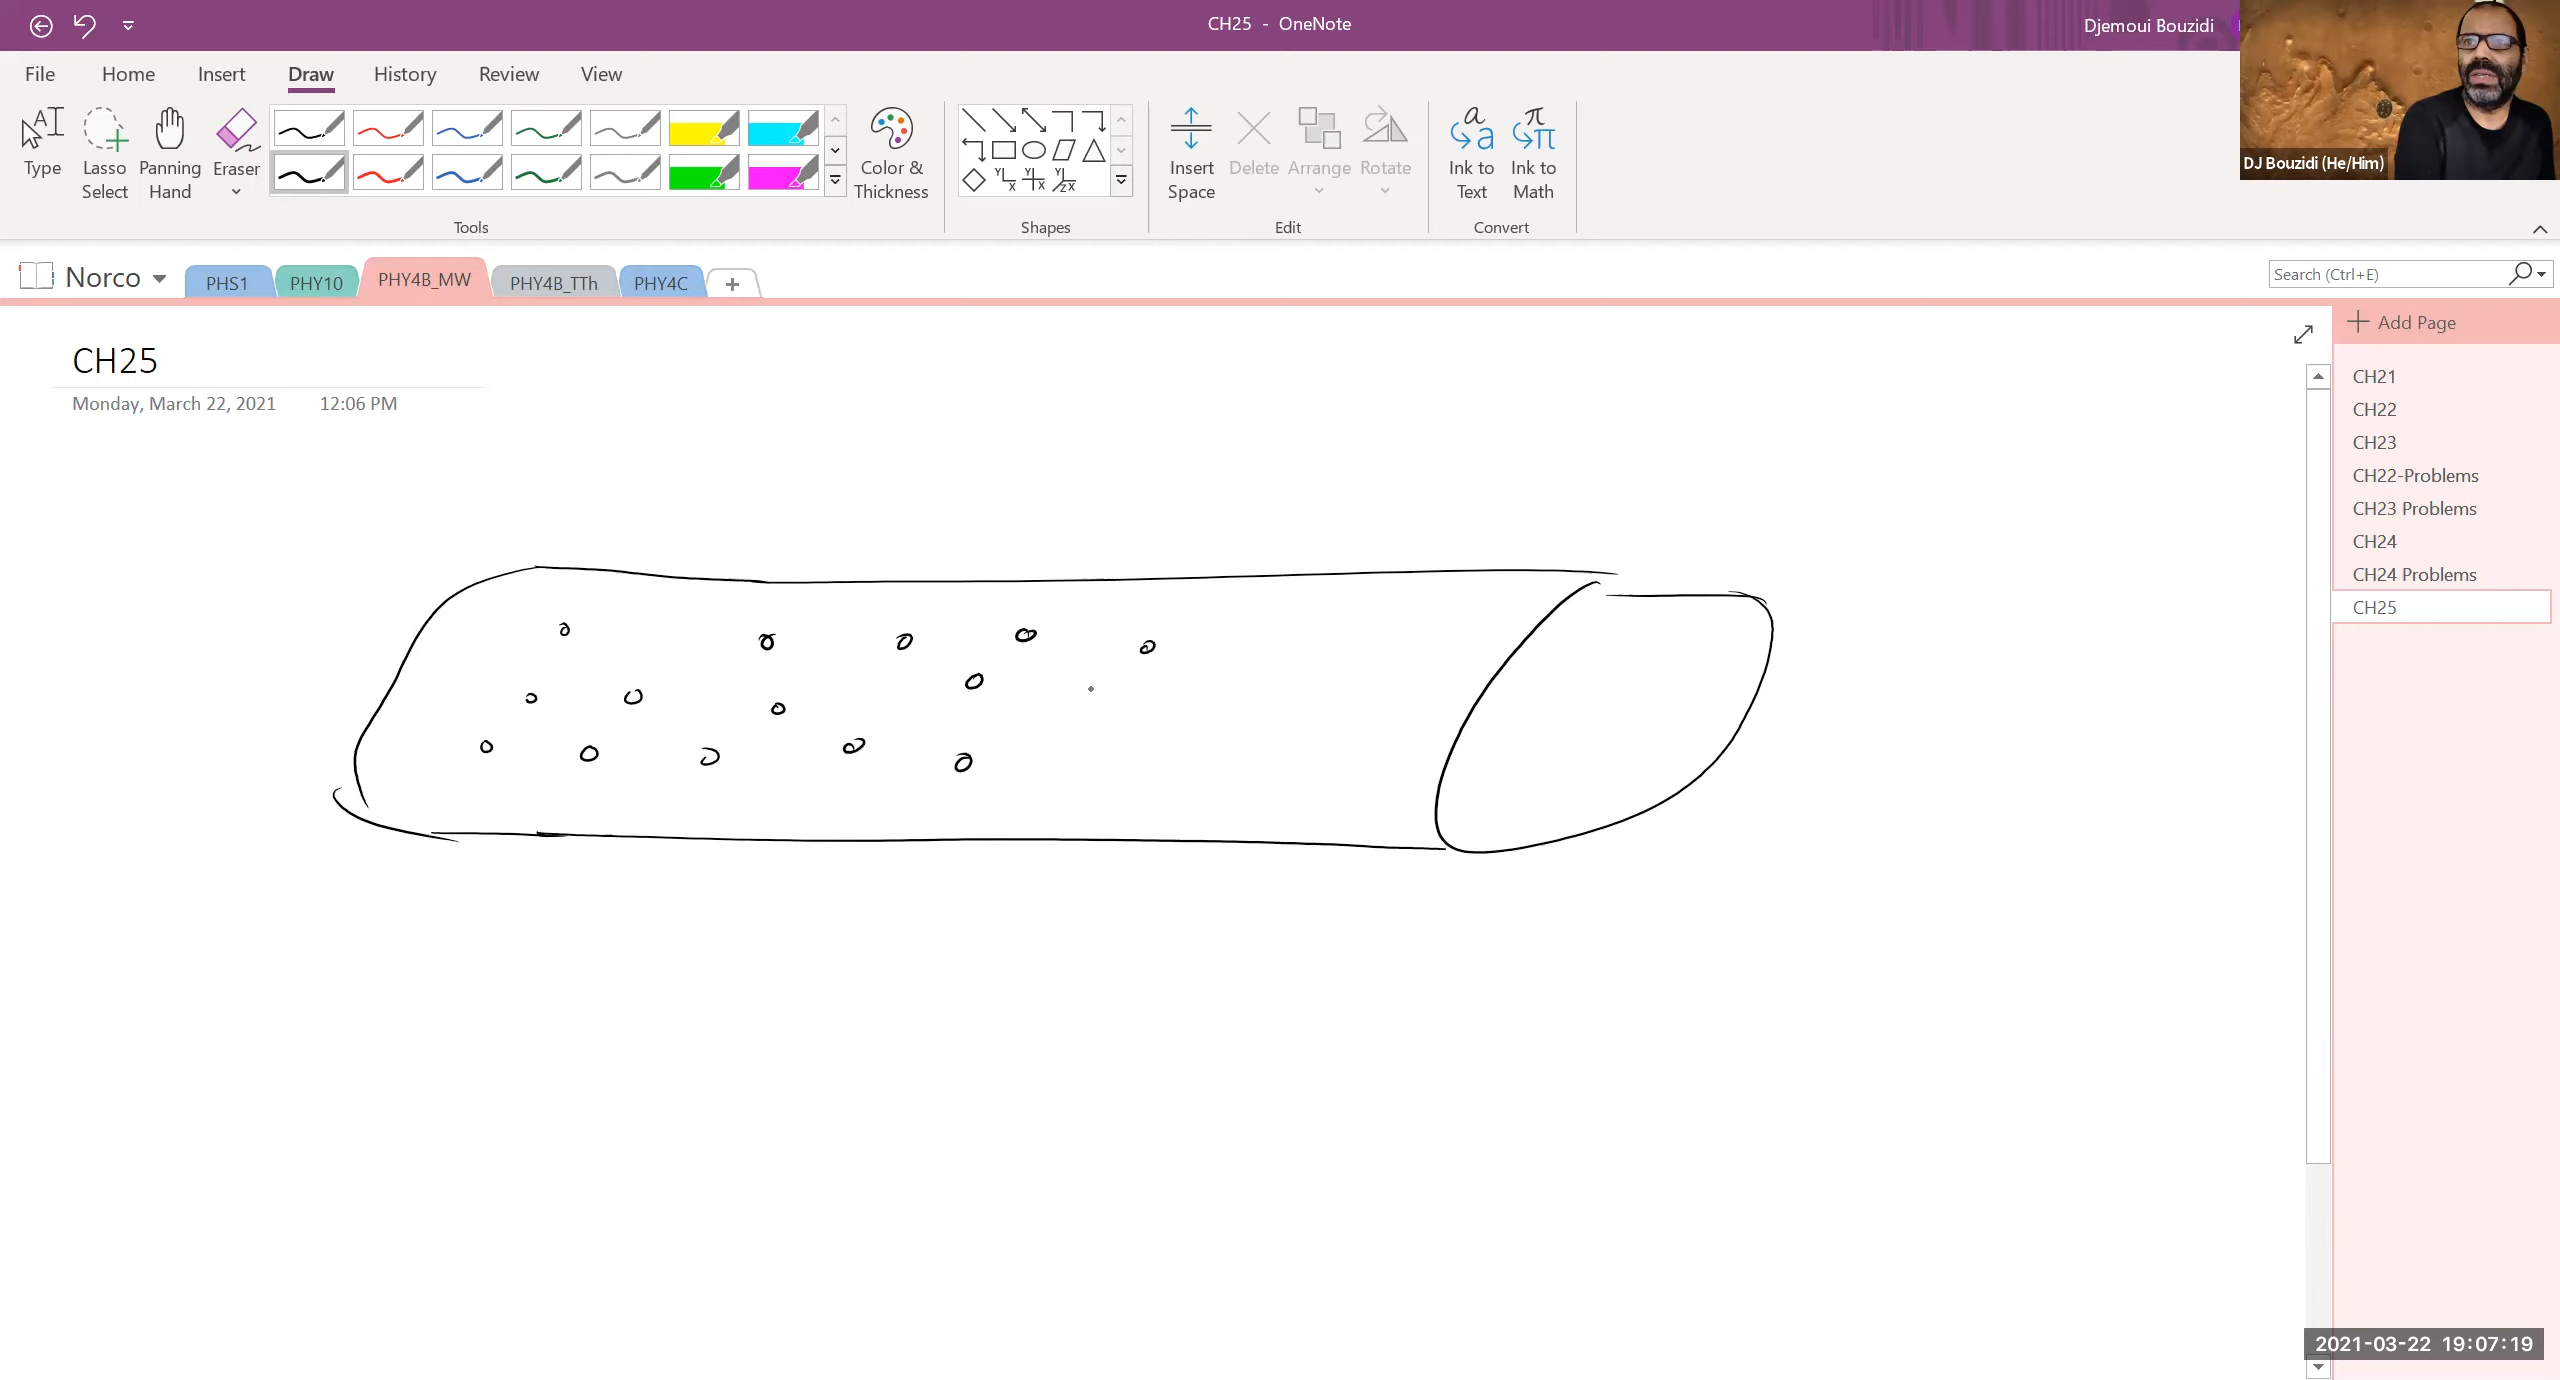 CH25 - OneNote
Djemoui Bouzidi
DJ Bouzidi (He/Him)
File Home Insert Draw History Review View
Type
Lasso Select
Panning Hand
Eraser
Color & Thickness
Insert Space
Delete
Arrange
Rotate
Ink to Text
Ink to Math
Tools
Shapes
Edit
Convert
Norco
PHS1
PHY10
PHY4B_MW
PHY4B_TTh
PHY4C
Search (Ctrl+E)
CH25
Monday, March 22, 2021 12:06 PM
Add Page
CH21
CH22
CH23
CH22-Problems
CH23 Problems
CH24
CH24 Problems
CH25
2021-03-22 19:07:19